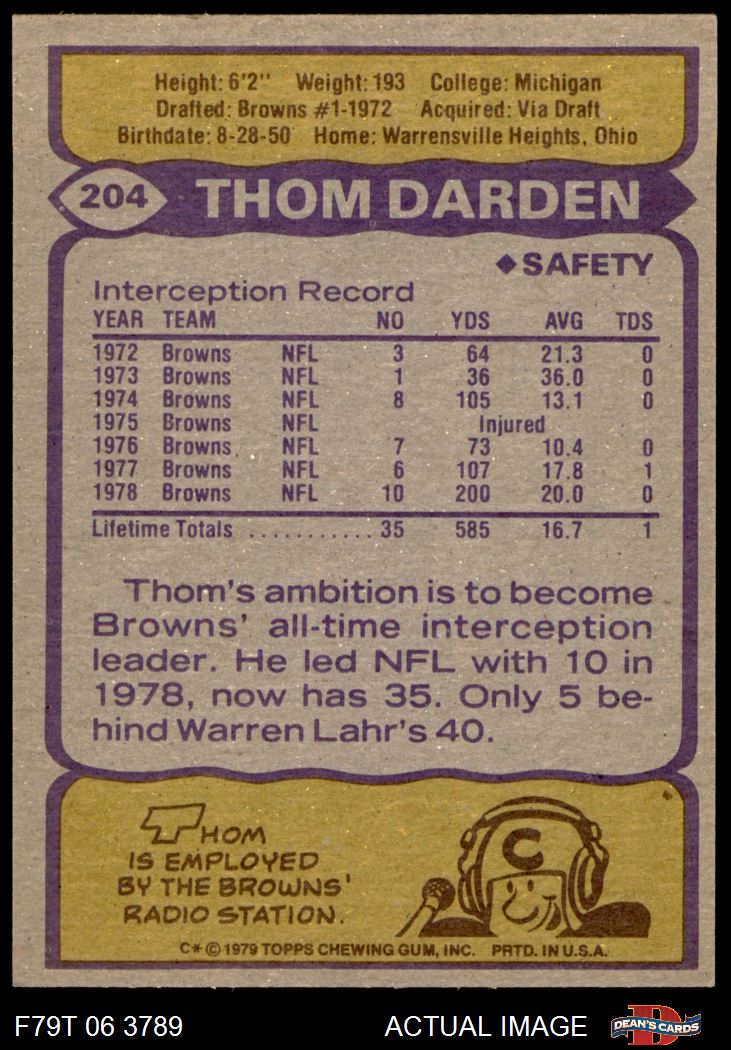 Height: 6'2" Weight: 193 College: Michigan
Drafted: Browns #1-1972 Acquired: Via Draft
Birthdate: 8-28-50 Home: Warrensville Heights, Ohio
204 THOM DARDEN
◆SAFETY
Interception Record
YEAR TEAM NO YDS AVG TDS
1972 Browns NFL 3 64 21.3 0
1973 Browns NFL 1 36 36.0 0
1974 Browns NFL 8 105 13.1 0
1975 Browns NFL Injured
1976 Browns NFL 7 73 10.4 0
1977 Browns NFL 6 107 17.8 1
1978 Browns NFL 10 200 20.0 0
Lifetime Totals ........... 35 585 16.7 1
Thom's ambition is to become
Browns' all-time interception
leader. He led NFL with 10 in
1978, now has 35. Only 5 be-
hind Warren Lahr's 40.
THOM
IS EMPLOYED
BY THE BROWNS'
RADIO STATION.
C
C* © 1979 TOPPS CHEWING GUM, INC. PRTD. IN U.S.A.
F79T 06 3789 ACTUAL IMAGE DEAN'S CARDS